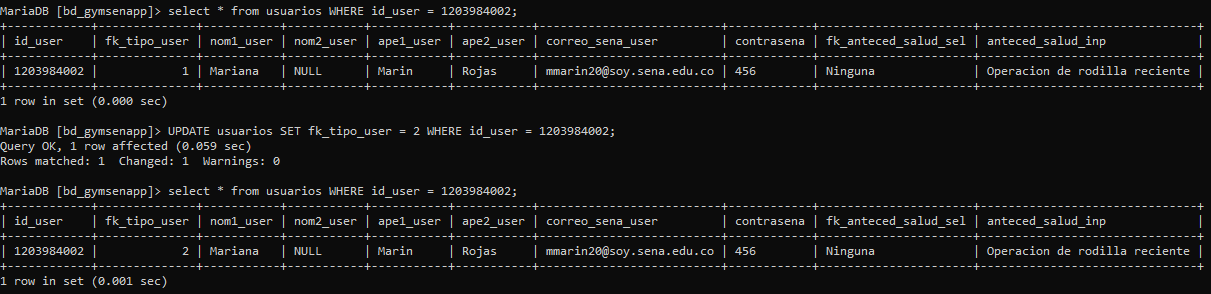 MariaDB [bd_gymsenapp]> select * from usuarios WHERE id_user = 1203984002;
+------------+--------------+-----------+-----------+-----------+-----------+-------------------------+------------+---------------------+------------------------------+
| id_user    | fk_tipo_user | nom1_user | nom2_user | ape1_user | ape2_user | correo_sena_user        | contrasena | fk_anteced_salud_sel | anteced_salud_inp            |
+------------+--------------+-----------+-----------+-----------+-----------+-------------------------+------------+---------------------+------------------------------+
| 1203984002 |            1 | Mariana   | NULL      | Marin     | Rojas     | mmarin20@soy.sena.edu.co | 456        | Ninguna             | Operacion de rodilla reciente |
+------------+--------------+-----------+-----------+-----------+-----------+-------------------------+------------+---------------------+------------------------------+
1 row in set (0.000 sec)
MariaDB [bd_gymsenapp]> UPDATE usuarios SET fk_tipo_user = 2 WHERE id_user = 1203984002;
Query OK, 1 row affected (0.059 sec)
Rows matched: 1  Changed: 1  Warnings: 0
MariaDB [bd_gymsenapp]> select * from usuarios WHERE id_user = 1203984002;
+------------+--------------+-----------+-----------+-----------+-----------+-------------------------+------------+---------------------+------------------------------+
| id_user    | fk_tipo_user | nom1_user | nom2_user | ape1_user | ape2_user | correo_sena_user        | contrasena | fk_anteced_salud_sel | anteced_salud_inp            |
+------------+--------------+-----------+-----------+-----------+-----------+-------------------------+------------+---------------------+------------------------------+
| 1203984002 |            2 | Mariana   | NULL      | Marin     | Rojas     | mmarin20@soy.sena.edu.co | 456        | Ninguna             | Operacion de rodilla reciente |
+------------+--------------+-----------+-----------+-----------+-----------+-------------------------+------------+---------------------+------------------------------+
1 row in set (0.001 sec)